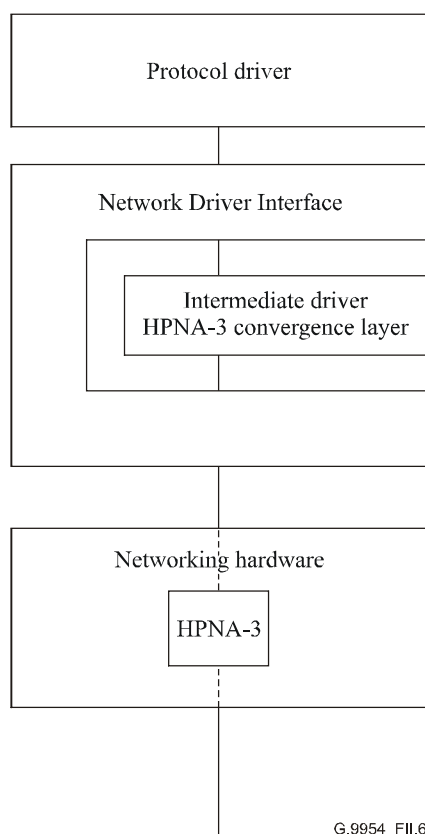 Protocol driver
Network Driver Interface
Intermediate driver
HPNA-3 convergence layer
Networking hardware
HPNA-3
G.9954_FII.6